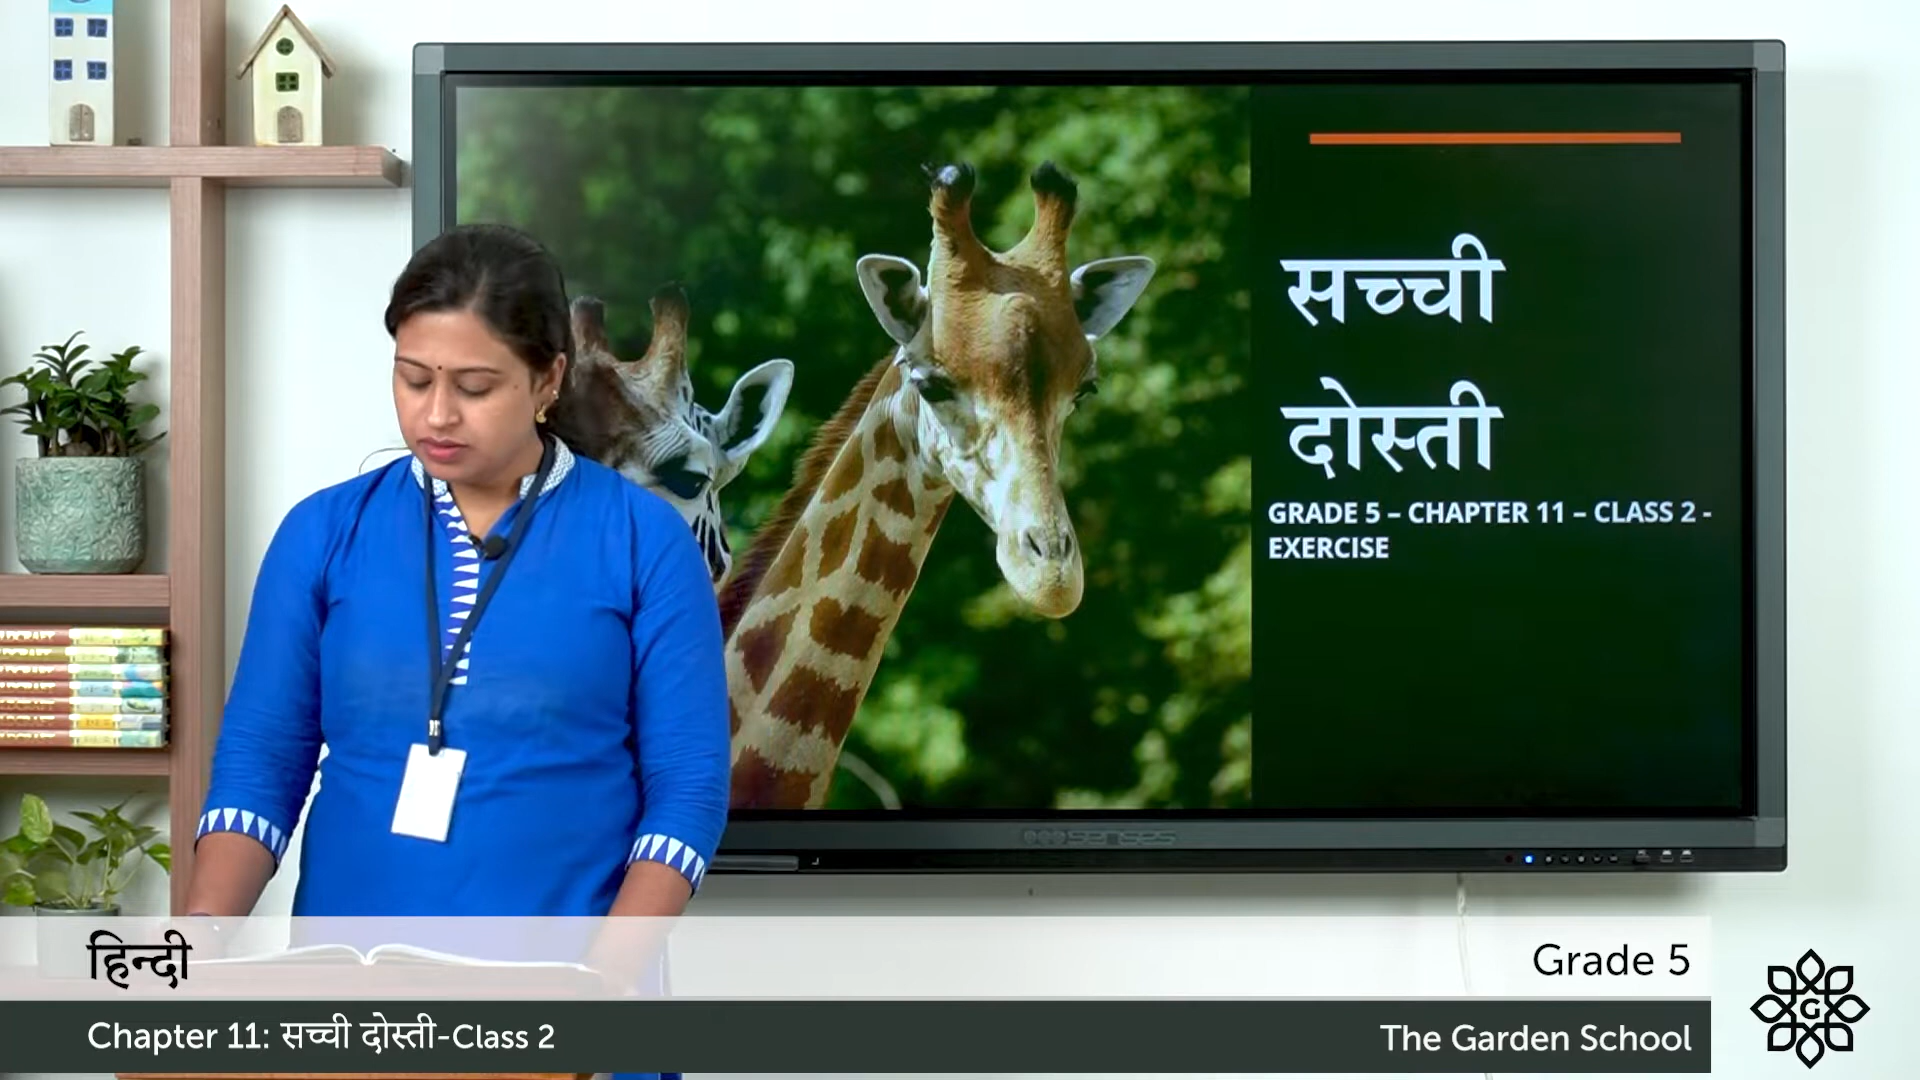 सच्ची
दोस्ती
GRADE 5 – CHAPTER 11 – CLASS 2 -
EXERCISE
हिन्दी
Grade 5
Chapter 11: सच्ची दोस्ती-Class 2
The Garden School
G